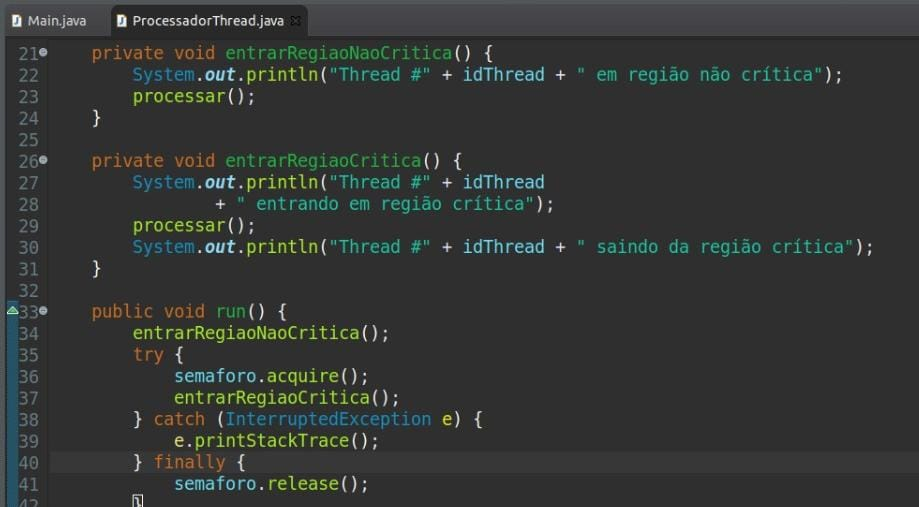 Main.java ProcessadorThread.java
21 private void entrarRegiaoNaoCritica() {
22 System.out.println("Thread #" + idThread + " em região não crítica");
23 processar();
24 }
25
26 private void entrarRegiaoCritica() {
27 System.out.println("Thread #" + idThread
28 + " entrando em região crítica");
29 processar();
30 System.out.println("Thread #" + idThread + " saindo da região crítica");
31 }
32
33 public void run() {
34 entrarRegiaoNaoCritica();
35 try {
36 semaforo.acquire();
37 entrarRegiaoCritica();
38 } catch (InterruptedException e) {
39 e.printStackTrace();
40 } finally {
41 semaforo.release();
42 }